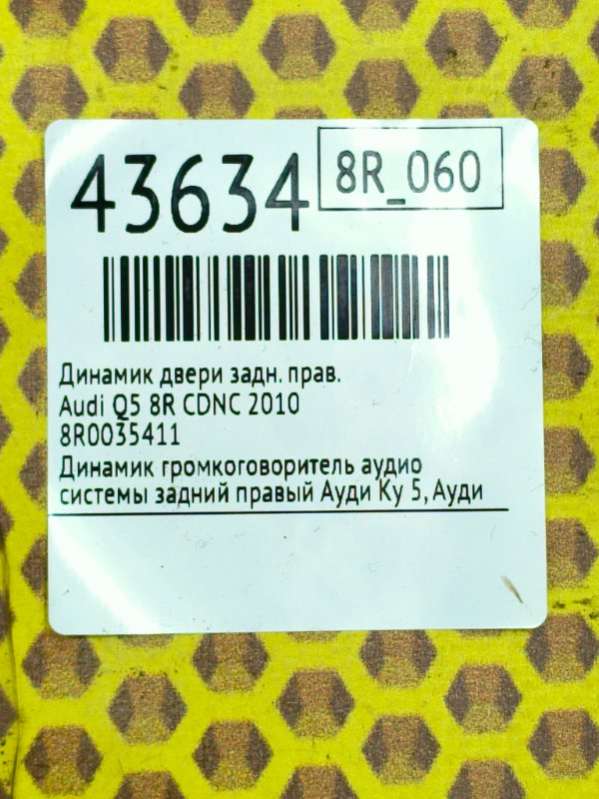 43634
8R_060
Динамик двери задн. прав.
Audi Q5 8R CDNC 2010
8R0035411
Динамик громкоговоритель аудио
системы задний правый Ауди Ку 5, Ауди